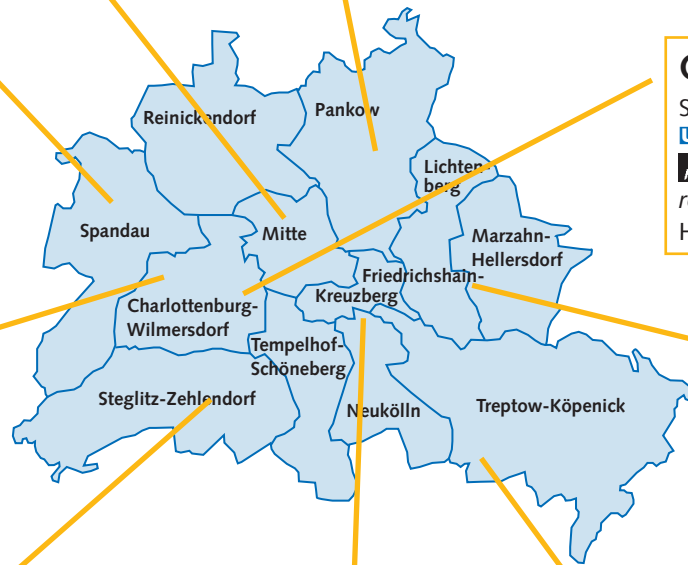 Reinickendorf
Pankow
Lichten-
berg
Spandau
Mitte
Marzahn-
Hellersdorf
Friedrichshain-
Kreuzberg
Charlottenburg-
Wilmersdorf
Tempelhof-
Schöneberg
Steglitz-Zehlendorf
Neukölln
Treptow-Köpenick